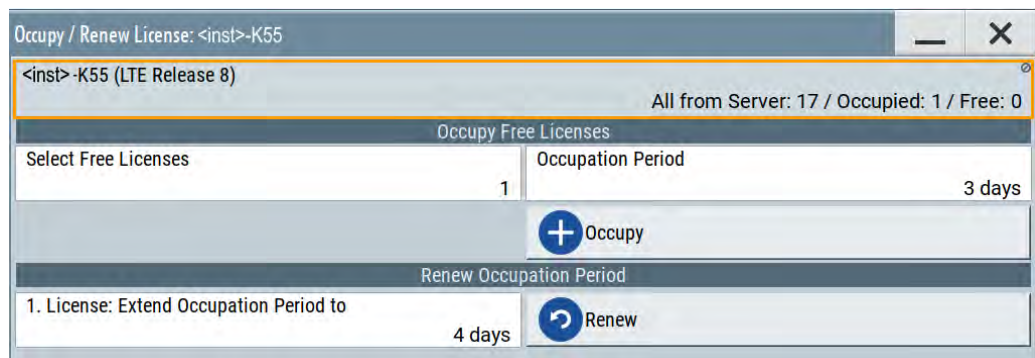 Occupy / Renew License: <inst>-K55
<inst>-K55 (LTE Release 8)
All from Server: 17 / Occupied: 1 / Free: 0
Occupy Free Licenses
Select Free Licenses
1
Occupation Period
3 days
Occupy
Renew Occupation Period
1. License: Extend Occupation Period to
4 days
Renew